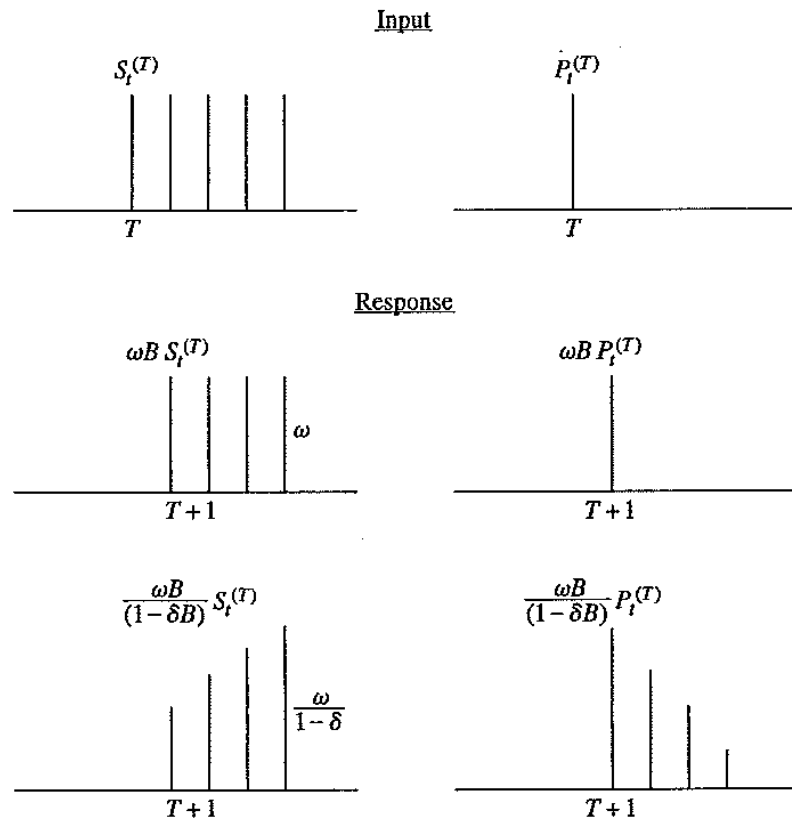 Input
S_t^(T)
P_t^(T)
T
T
Response
ωB S_t^(T)
ωB P_t^(T)
ω
T + 1
T + 1
ωB/(1 − δB) S_t^(T)
ωB/(1 − δB) P_t^(T)
ω/(1 − δ)
T + 1
T + 1